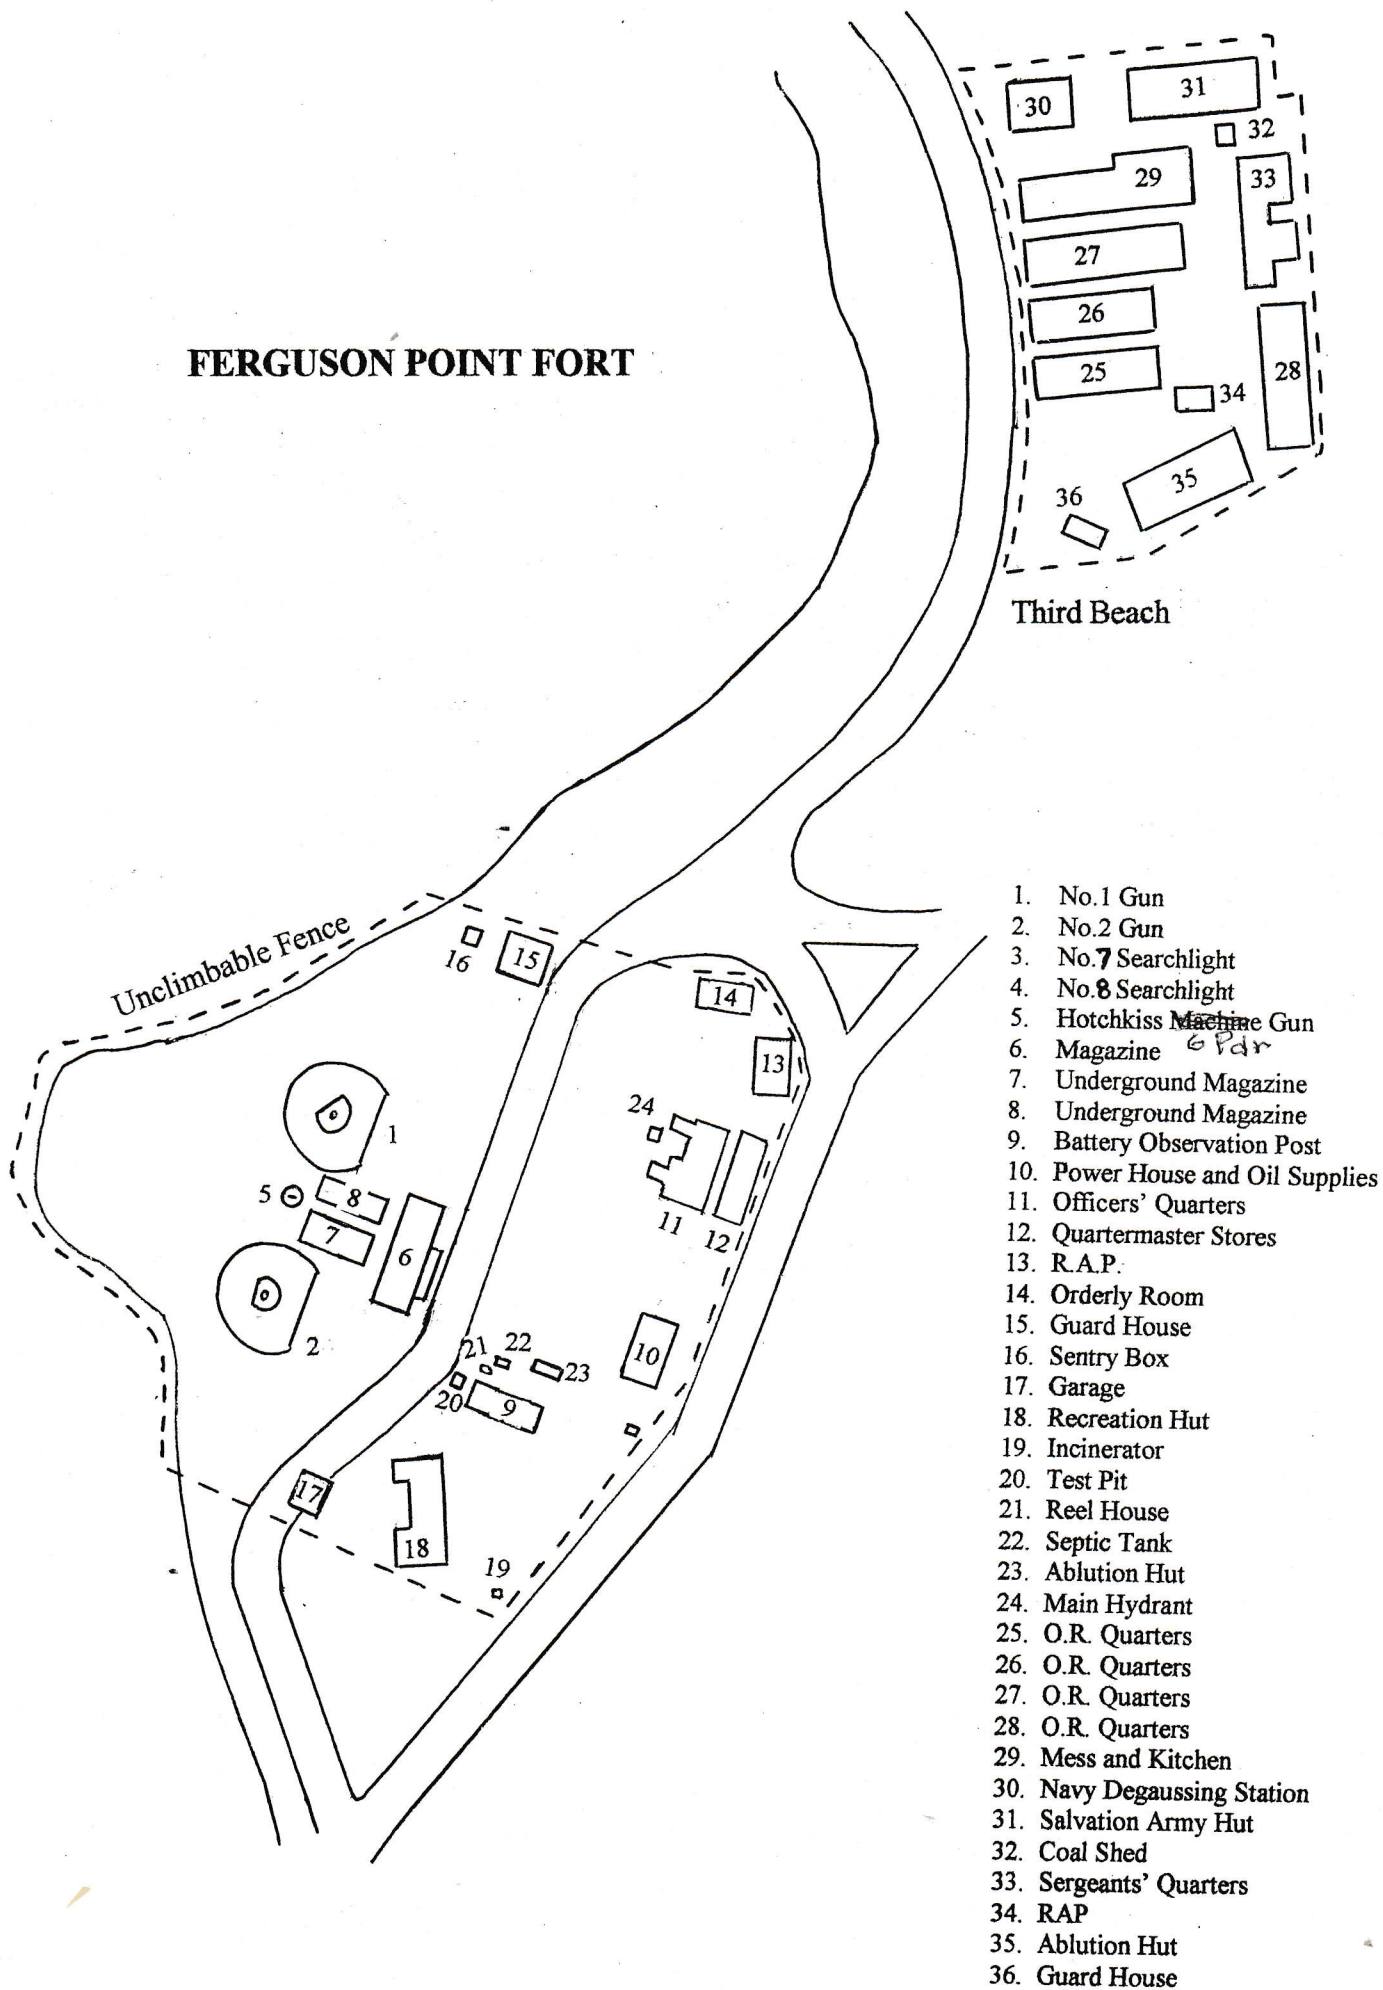 FERGUSON POINT FORT
30
31
32
29
33
27
26
28
25
34
35
36
Third Beach
Unclimbable Fence
16
15
14
13
24
1
5
8
7
11
12
6
2
21
22
10
23
20
9
17
18
19
1. No.1 Gun
2. No.2 Gun
3. No.7 Searchlight
4. No.8 Searchlight
5. Hotchkiss Machine Gun
6 Pdr
6. Magazine
7. Underground Magazine
8. Underground Magazine
9. Battery Observation Post
10. Power House and Oil Supplies
11. Officers’ Quarters
12. Quartermaster Stores
13. R.A.P.
14. Orderly Room
15. Guard House
16. Sentry Box
17. Garage
18. Recreation Hut
19. Incinerator
20. Test Pit
21. Reel House
22. Septic Tank
23. Ablution Hut
24. Main Hydrant
25. O.R. Quarters
26. O.R. Quarters
27. O.R. Quarters
28. O.R. Quarters
29. Mess and Kitchen
30. Navy Degaussing Station
31. Salvation Army Hut
32. Coal Shed
33. Sergeants’ Quarters
34. RAP
35. Ablution Hut
36. Guard House